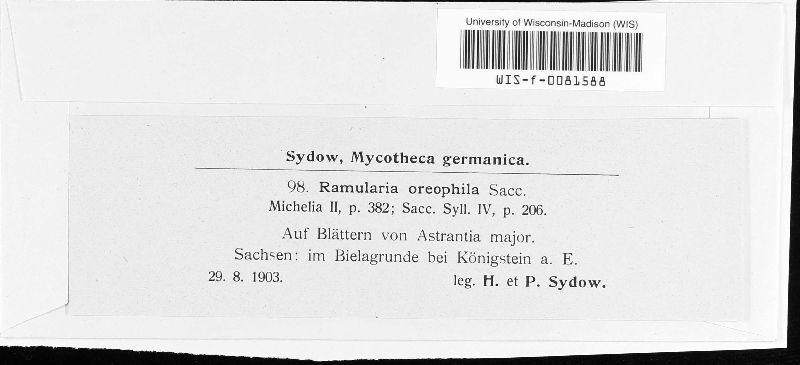 University of Wisconsin-Madison (WIS)
WIS-f-0081588
Sydow, Mycotheca germanica.
98. Ramularia oreophila Sacc.
Michelia II, p. 382; Sacc. Syll. IV, p. 206.
Auf Blättern von Astrantia major.
Sachsen: im Bielagrunde bei Königstein a. E.
29. 8. 1903. leg. H. et P. Sydow.